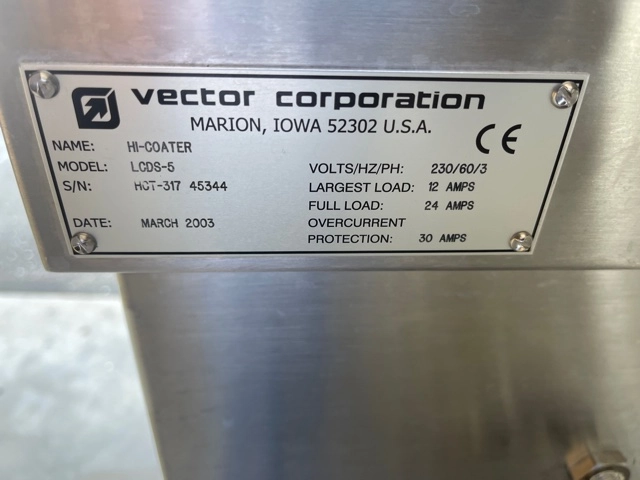 vector corporation
MARION, IOWA 52302 U.S.A.
CE
NAME: HI-COATER
MODEL: LCDS-5
S/N: HCT-317 45344
DATE: MARCH 2003
VOLTS/HZ/PH: 230/60/3
LARGEST LOAD: 12 AMPS
FULL LOAD: 24 AMPS
OVERCURRENT
PROTECTION: 30 AMPS